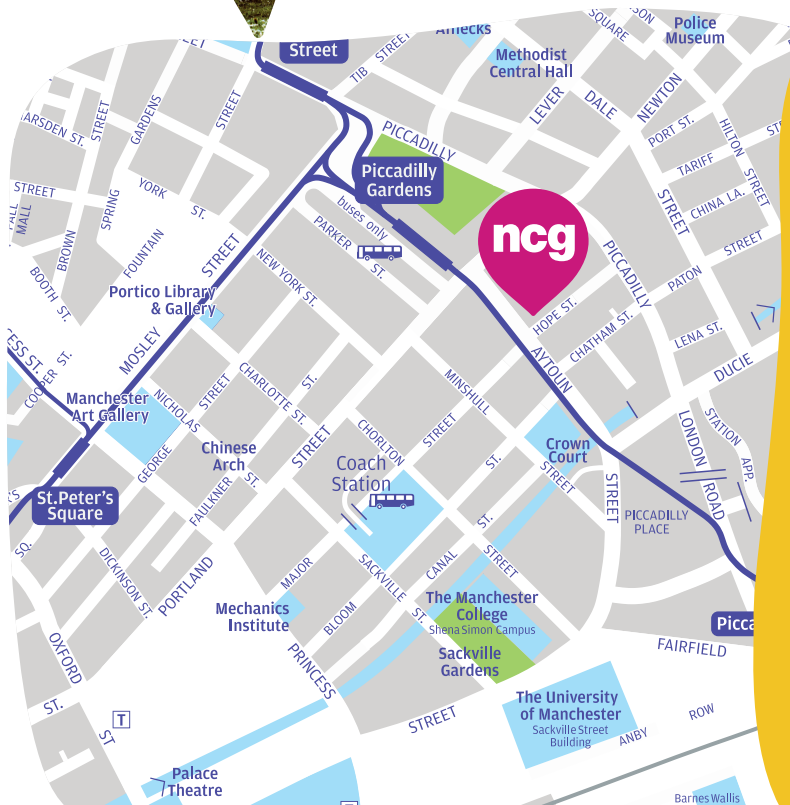 Street
TIB STREET
Methodist
Central Hall
SQUARE
Police
Museum
LEVER
DALE
NEWTON
STREET
PORT ST.
HILTON
STREET
TARIFF
STREET
CHINA LA.
PATON
LENA ST.
DUCIE
PICCADILLY
PICCADILLY
Piccadilly
Gardens
ncg
buses only
PARKER
ST.
HOPE ST.
CHATHAM ST.
AYTOUN
STREET
GARDENS
STREET
STREET
STREET
SPRING
YORK ST.
FOUNTAIN
MALL
BROWN
BOOTH ST.
NEW YORK ST.
Portico Library
& Gallery
MOSLEY
STREET
COOPER ST.
Manchester
Art Gallery
NICHOLAS
ST.
GEORGE
STREET
CHARLOTTE ST.
Chinese
Arch
FAULKNER
ST.
St.Peter's
Square
SQ.
DICKINSON ST.
PORTLAND
STREET
MINSHULL
STREET
CHORLTON
STREET
Coach
Station
Crown
Court
LONDON
ROAD
STATION
APP.
PICCADILLY
PLACE
MAJOR
ST.
SACKVILLE
ST.
BLOOM
CANAL
ST.
STREET
Mechanics
Institute
PRINCESS
STREET
The Manchester
College
Shena Simon Campus
Sackville
Gardens
FAIRFIELD
The University
of Manchester
Sackville Street
Building
ROW
OXFORD
ST
ST.
T
Palace
Theatre
Barnes Wallis